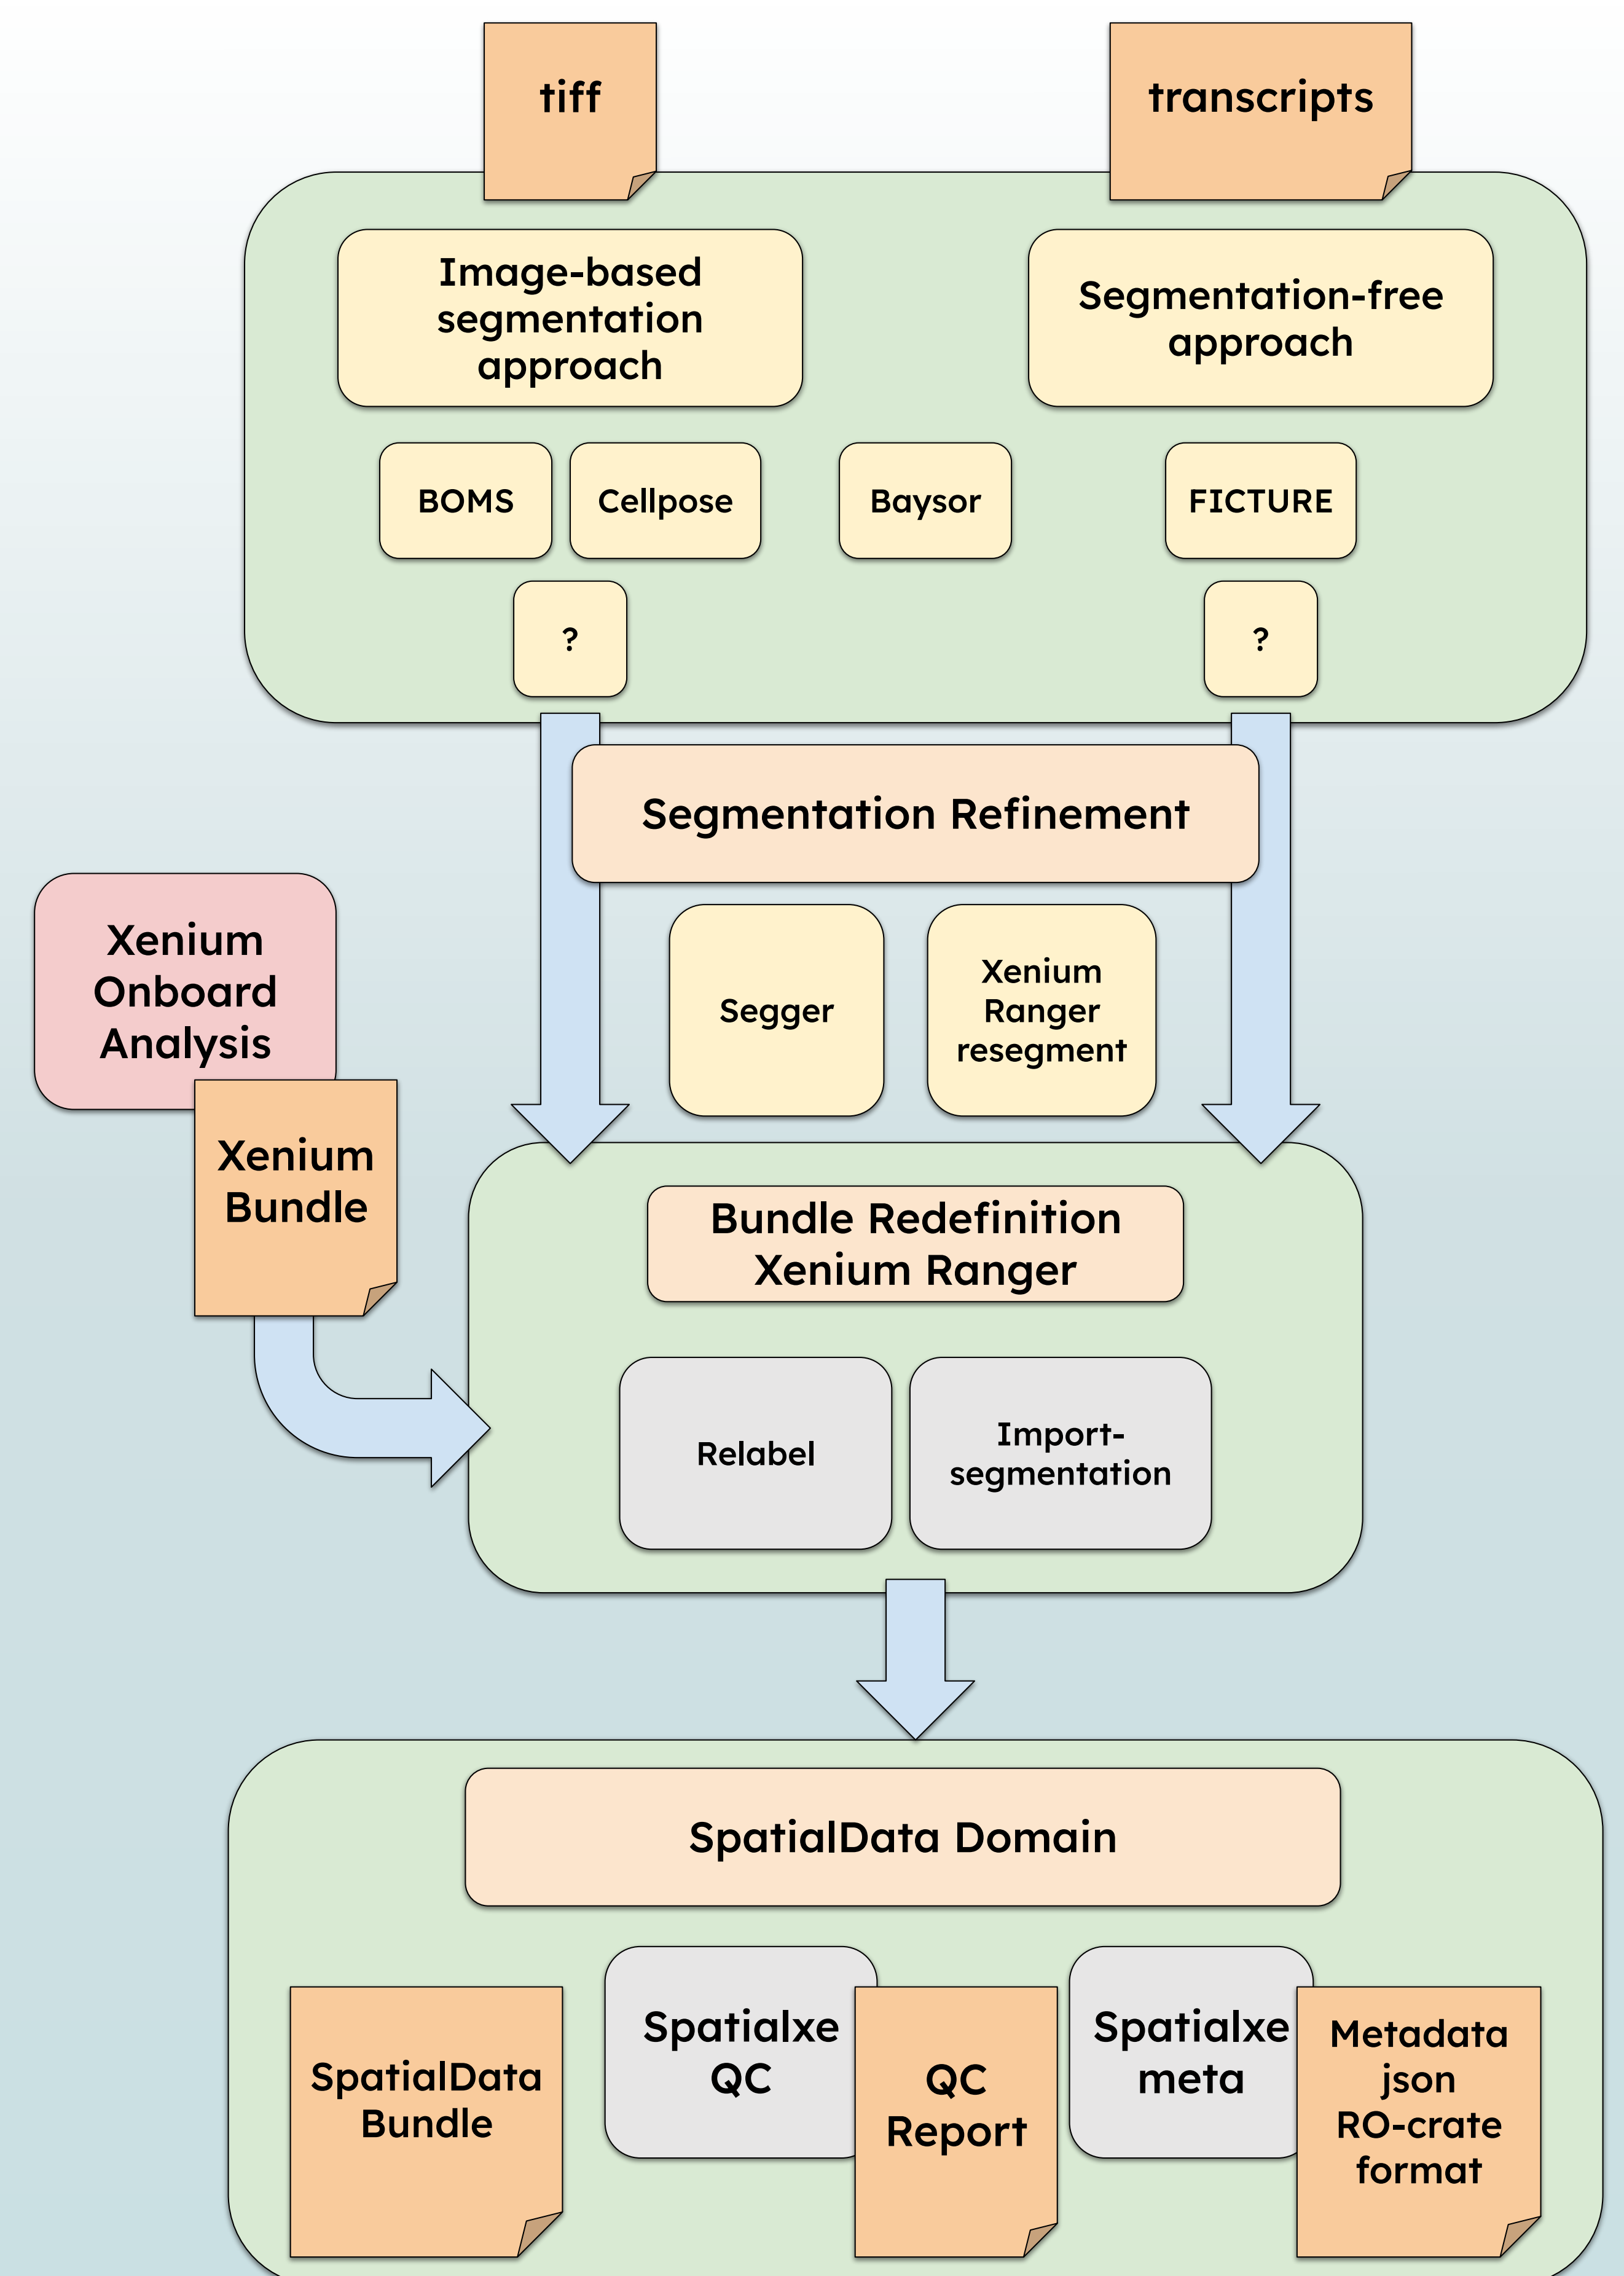 tiff
transcripts
Image-based
segmentation
approach
Segmentation-free
approach
BOMS
Cellpose
Baysor
FICTURE
?
?
Segmentation Refinement
Xenium
Onboard
Analysis
Segger
Xenium
Ranger
resegment
Xenium
Bundle
Bundle Redefinition
Xenium Ranger
Relabel
Import-
segmentation
SpatialData Domain
SpatialData
Bundle
Spatialxe
QC
QC
Report
Spatialxe
meta
Metadata
json
RO-crate
format